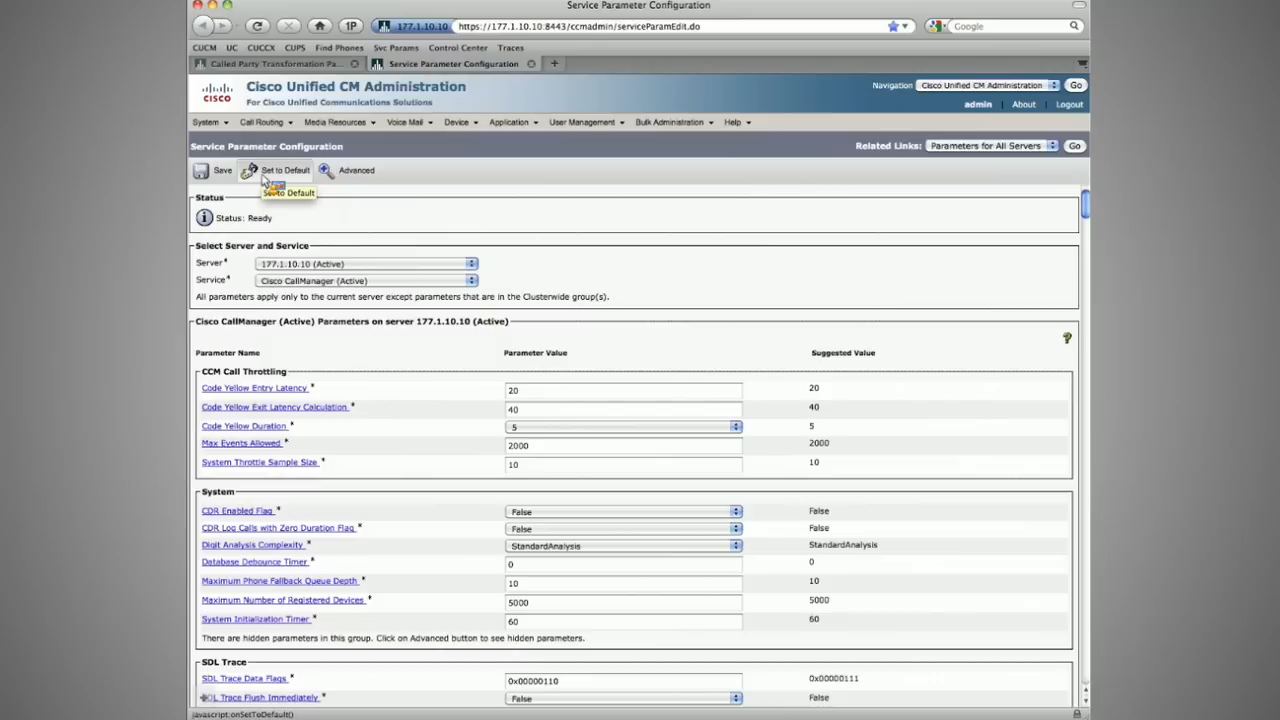 Service Parameter Configuration
1P 177.1.10.10 https://177.1.10.10:8443/ccmadmin/serviceParamEdit.do Google
CUCM UC CUCCX CUPS Find Phones Svc Params Control Center Traces
Called Party Transformation Pa... Service Parameter Configuration
CISCO Cisco Unified CM Administration Navigation Cisco Unified CM Administration Go
For Cisco Unified Communications Solutions admin About Logout
System Call Routing Media Resources Voice Mail Device Application User Management Bulk Administration Help
Service Parameter Configuration Related Links: Parameters for All Servers Go
Save Set to Default Advanced
Set to Default
Status
Status: Ready
Select Server and Service
Server* 177.1.10.10 (Active)
Service* Cisco CallManager (Active)
All parameters apply only to the current server except parameters that are in the Clusterwide group(s).
Cisco CallManager (Active) Parameters on server 177.1.10.10 (Active)
?
Parameter Name Parameter Value Suggested Value
CCM Call Throttling
Code Yellow Entry Latency * 20 20
Code Yellow Exit Latency Calculation * 40 40
Code Yellow Duration * 5 5
Max Events Allowed * 2000 2000
System Throttle Sample Size * 10 10
System
CDR Enabled Flag * False False
CDR Log Calls with Zero Duration Flag * False False
Digit Analysis Complexity * StandardAnalysis StandardAnalysis
Database Debounce Timer * 0 0
Maximum Phone Fallback Queue Depth * 10 10
Maximum Number of Registered Devices * 5000 5000
System Initialization Timer * 60 60
There are hidden parameters in this group. Click on Advanced button to see hidden parameters.
SDL Trace
SDL Trace Data Flags * 0x00000110 0x00000111
Trace Flush Immediately * False False
javascript:onSetToDefault()